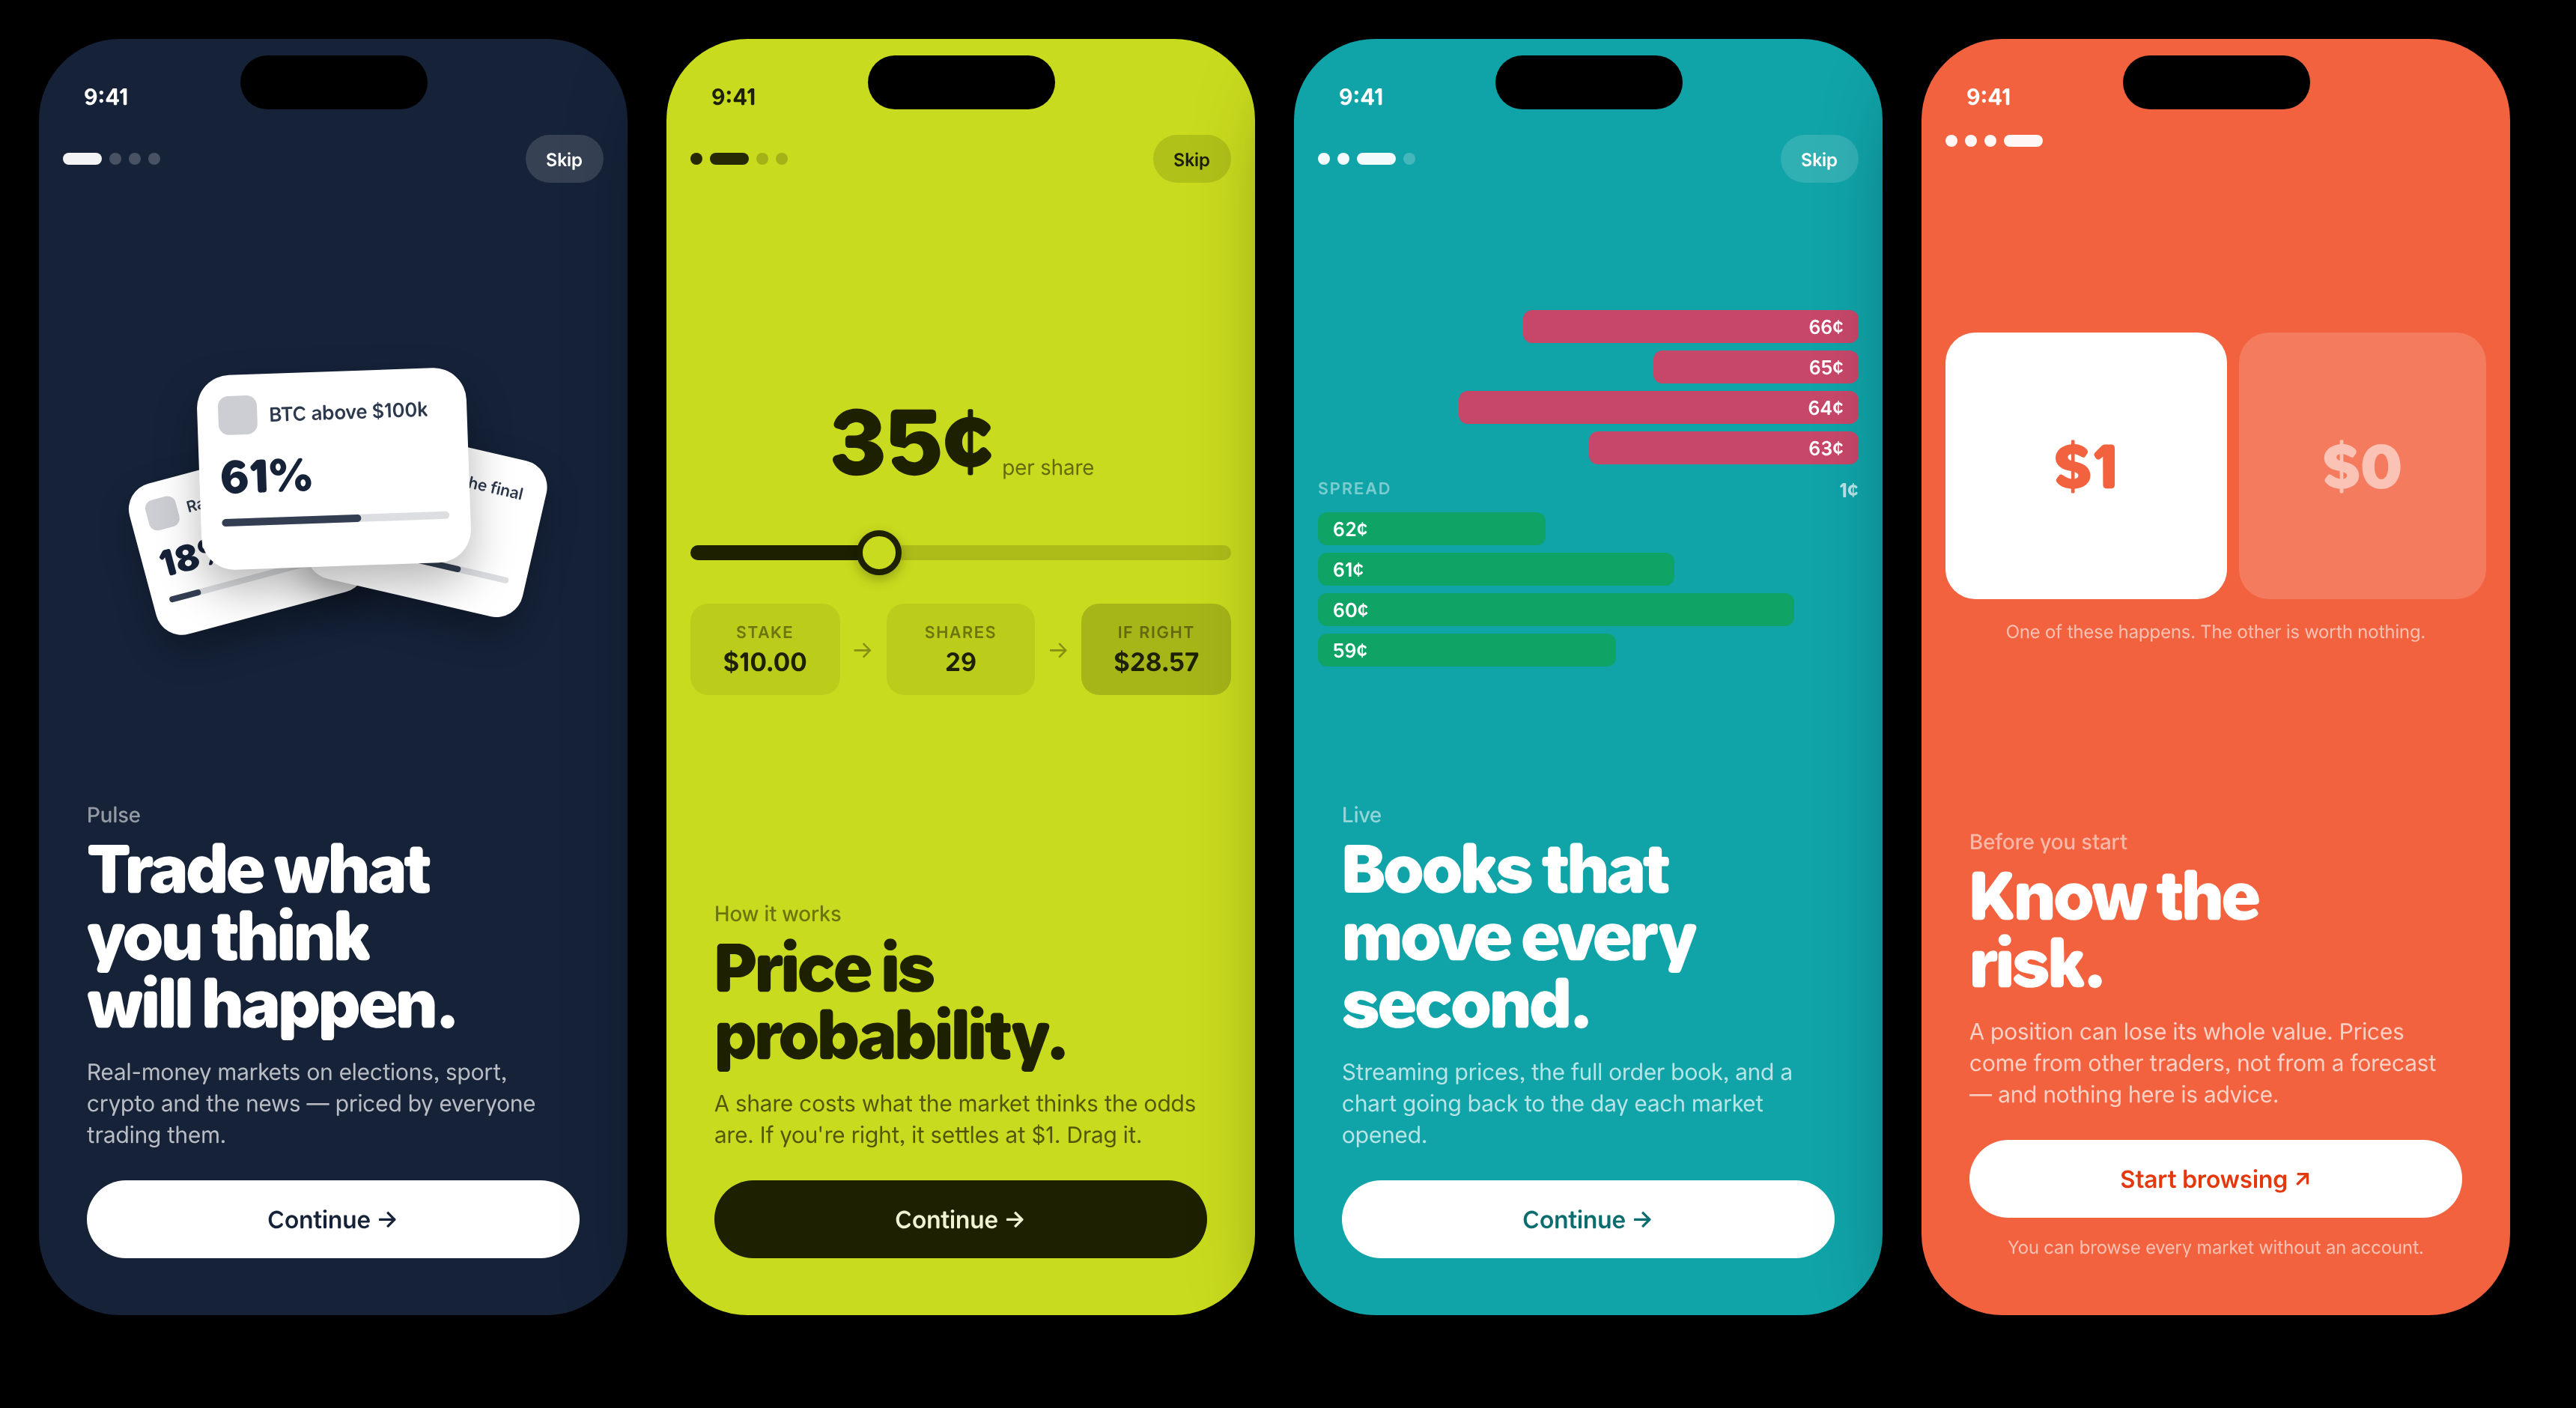 9:41
Skip
BTC above $100k
61%
he final
18%
Pulse
Trade what
you think
will happen.
Real-money markets on elections, sport,
crypto and the news — priced by everyone
trading them.
Continue →
9:41
Skip
35¢ per share
STAKE
$10.00
→
SHARES
29
→
IF RIGHT
$28.57
How it works
Price is
probability.
A share costs what the market thinks the odds
are. If you're right, it settles at $1. Drag it.
Continue →
9:41
Skip
66¢
65¢
64¢
63¢
SPREAD 1¢
62¢
61¢
60¢
59¢
Live
Books that
move every
second.
Streaming prices, the full order book, and a
chart going back to the day each market
opened.
Continue →
9:41
$1
$0
One of these happens. The other is worth nothing.
Before you start
Know the
risk.
A position can lose its whole value. Prices
come from other traders, not from a forecast
— and nothing here is advice.
Start browsing ↗
You can browse every market without an account.